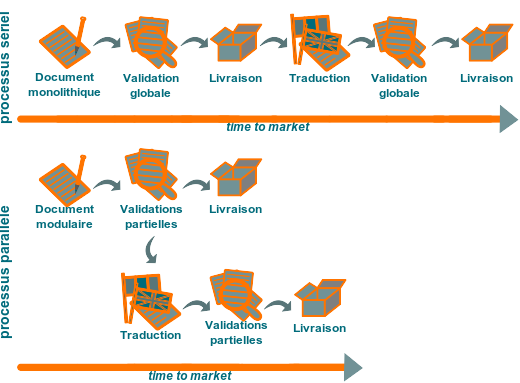 processus seriel
Document
monolithique
Validation
globale
Livraison
Traduction
Validation
globale
Livraison
time to market
processus parallele
Document
modulaire
Validations
partielles
Livraison
Traduction
Validations
partielles
Livraison
time to market